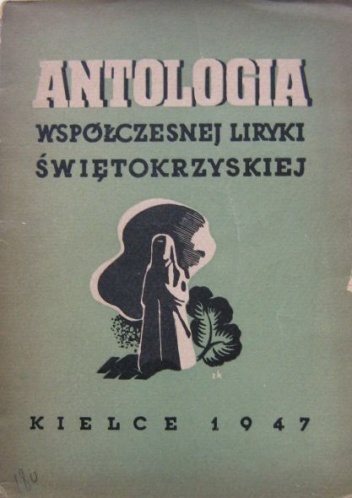 ANTOLOGIA
WSPÓŁCZESNEJ LIRYKI
ŚWIĘTOKRZYSKIEJ
KIELCE 1947